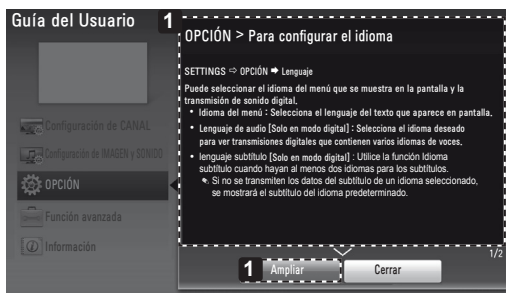 Guía del Usuario
1
OPCIÓN > Para configurar el idioma
SETTINGS ⇨ OPCIÓN ➡ Lenguaje
Puede seleccionar el idioma del menú que se muestra en la pantalla y la
transmisión de sonido digital.
• Idioma del menú : Selecciona el lenguaje del texto que aparece en pantalla.
• Lenguaje de audio [Solo en modo digital] : Selecciona el idioma deseado
para ver transmisiones digitales que contienen varios idiomas de voces.
• lenguaje subtítulo [Solo en modo digital] : Utilice la función Idioma
subtítulo cuando hayan al menos dos idiomas para los subtítulos.
✎ Si no se transmiten los datos del subtítulo de un idioma seleccionado,
se mostrará el subtítulo del idioma predeterminado.
Configuración de CANAL
Configuración de IMAGEN y SONIDO
OPCIÓN
Función avanzada
Información
1/2
1
Ampliar
Cerrar